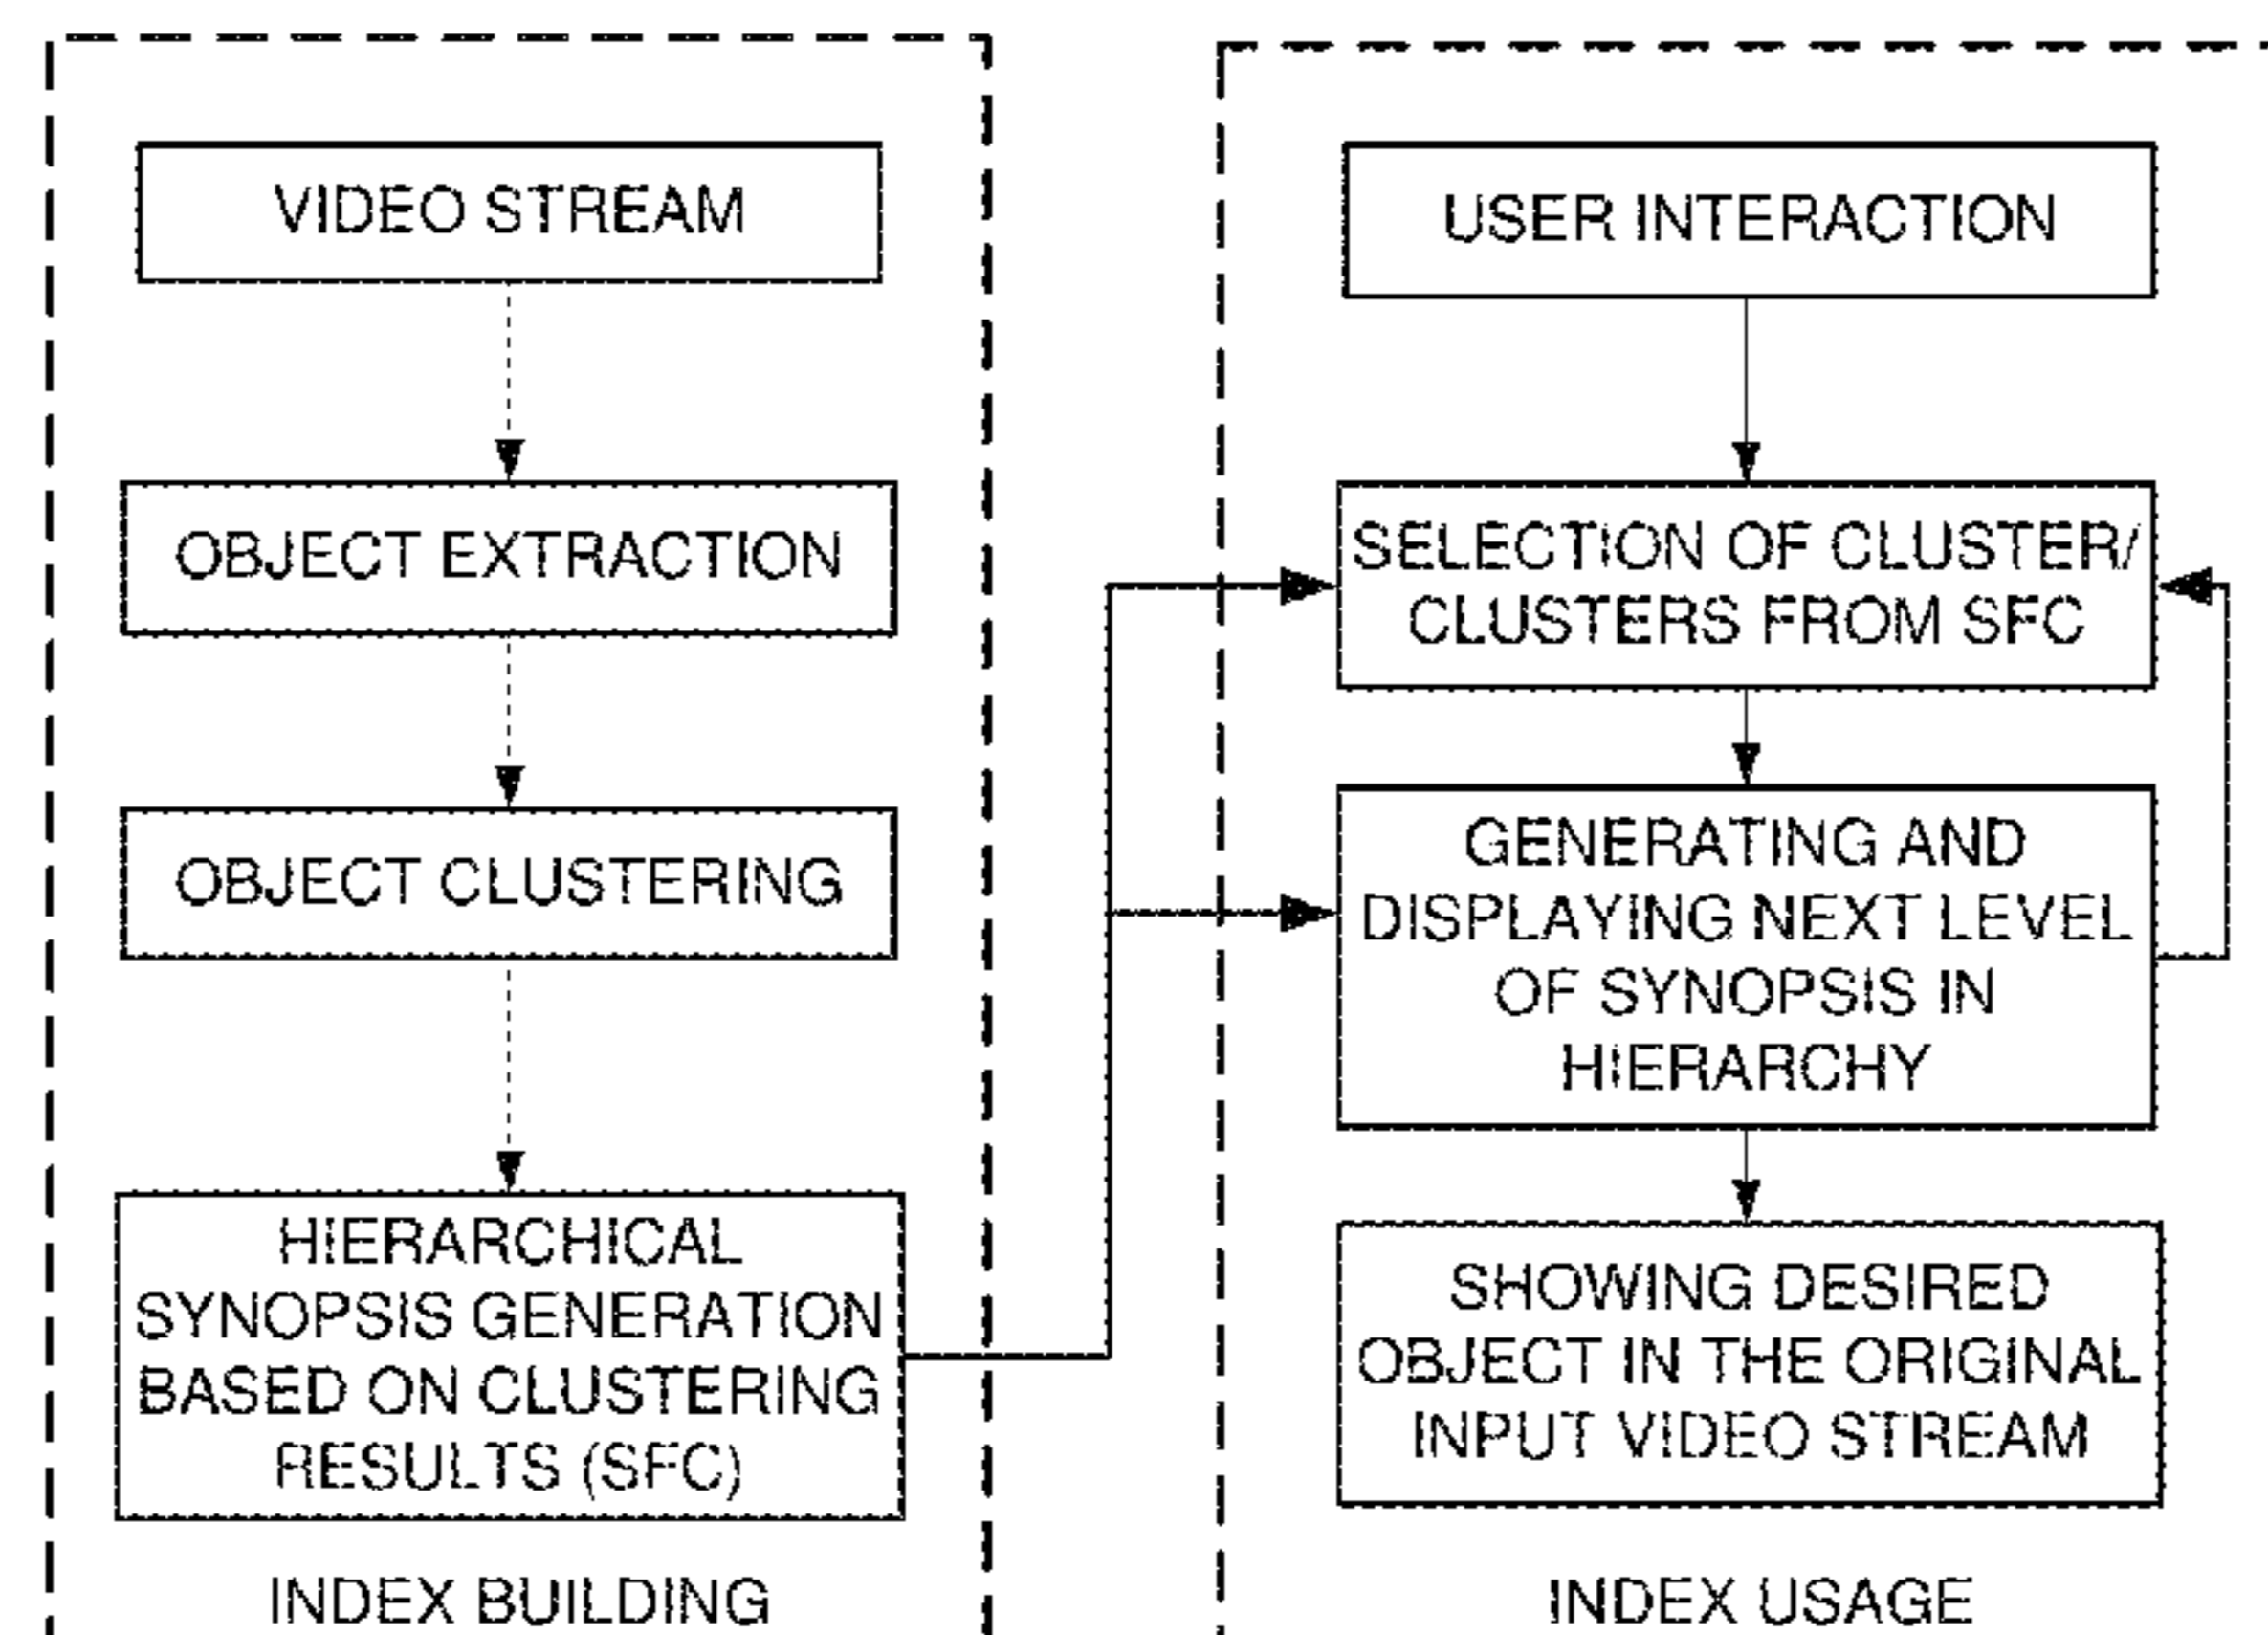 VIDEO STREAM
OBJECT EXTRACTION
OBJECT CLUSTERING
HIERARCHICAL
SYNOPSIS GENERATION
BASED ON CLUSTERING
RESULTS (SFC)
INDEX BUILDING
USER INTERACTION
SELECTION OF CLUSTER/
CLUSTERS FROM SFC
GENERATING AND
DISPLAYING NEXT LEVEL
OF SYNOPSIS IN
HIERARCHY
SHOWING DESIRED
OBJECT IN THE ORIGINAL
INPUT VIDEO STREAM
INDEX USAGE